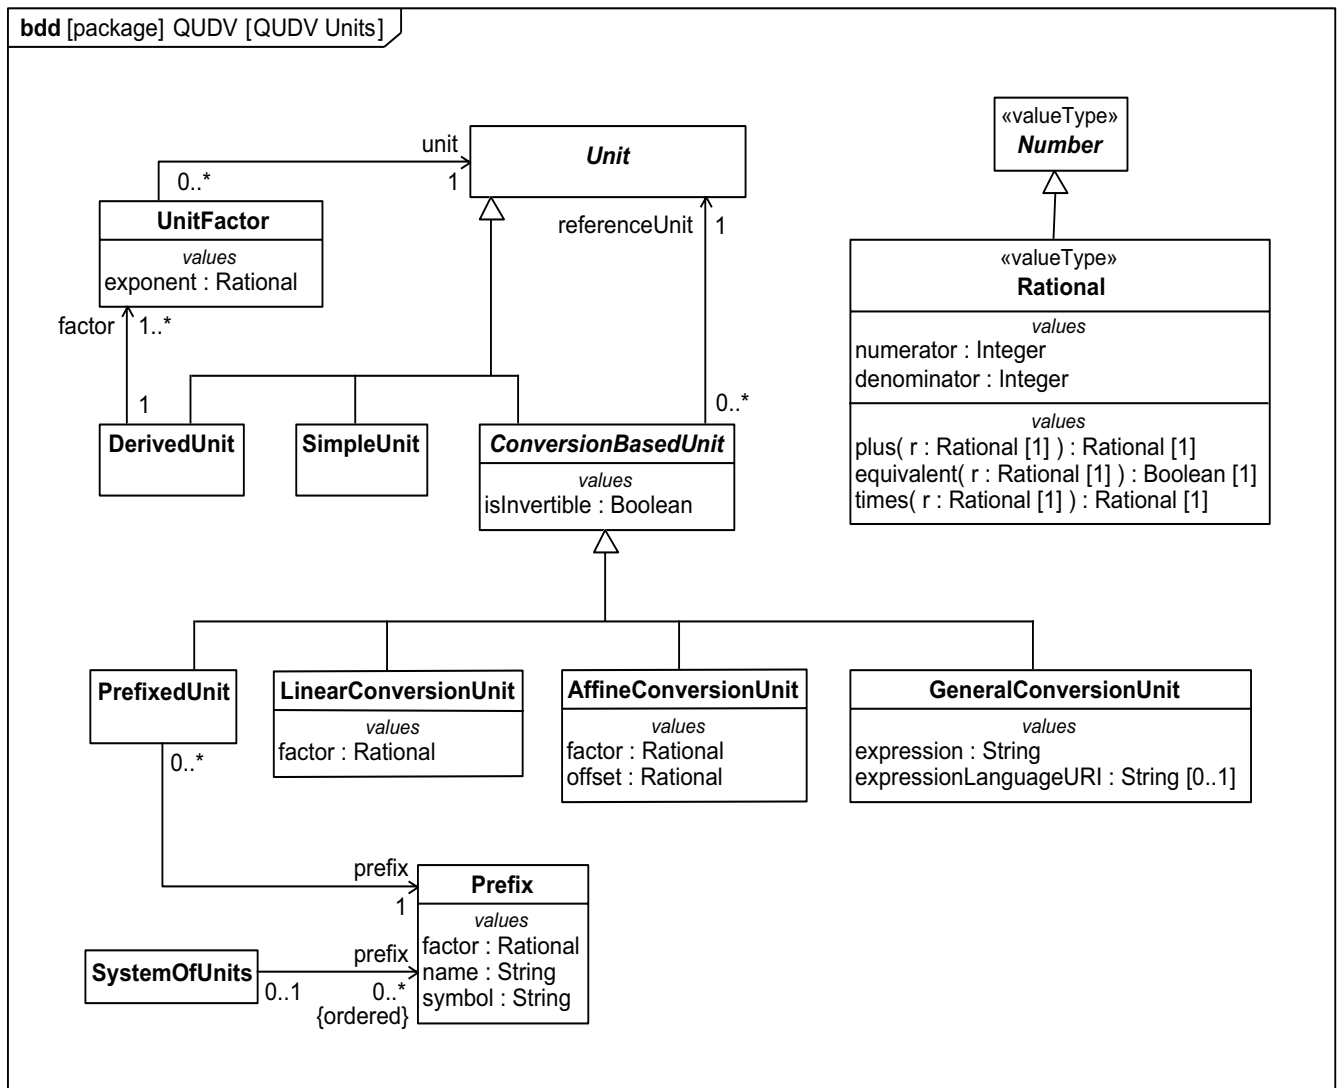 bdd [package] QUDV [QUDV Units]
«valueType»
Number
unit
Unit
0..*
1
UnitFactor
values
exponent : Rational
referenceUnit
1
«valueType»
Rational
values
numerator : Integer
denominator : Integer
values
plus( r : Rational [1] ) : Rational [1]
equivalent( r : Rational [1] ) : Boolean [1]
times( r : Rational [1] ) : Rational [1]
factor
1..*
1
0..*
DerivedUnit
SimpleUnit
ConversionBasedUnit
values
isInvertible : Boolean
PrefixedUnit
0..*
LinearConversionUnit
values
factor : Rational
AffineConversionUnit
values
factor : Rational
offset : Rational
GeneralConversionUnit
values
expression : String
expressionLanguageURI : String [0..1]
prefix
1
Prefix
values
factor : Rational
name : String
symbol : String
SystemOfUnits
0..1
prefix
0..*
{ordered}